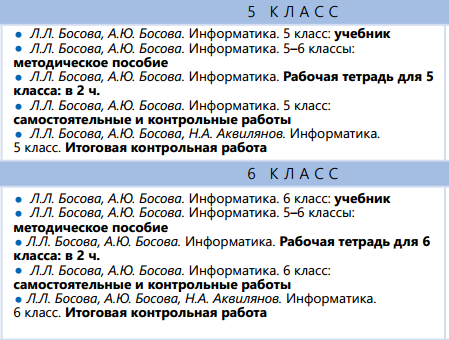 5 КЛАСС
• Л.Л. Босова, А.Ю. Босова. Информатика. 5 класс: учебник
• Л.Л. Босова, А.Ю. Босова. Информатика. 5–6 классы:
методическое пособие
• Л.Л. Босова, А.Ю. Босова. Информатика. Рабочая тетрадь для 5
класса: в 2 ч.
• Л.Л. Босова, А.Ю. Босова. Информатика. 5 класс:
самостоятельные и контрольные работы
• Л.Л. Босова, А.Ю. Босова, Н.А. Аквилянов. Информатика.
5 класс. Итоговая контрольная работа
6 КЛАСС
• Л.Л. Босова, А.Ю. Босова. Информатика. 6 класс: учебник
• Л.Л. Босова, А.Ю. Босова. Информатика. 5–6 классы:
методическое пособие
• Л.Л. Босова, А.Ю. Босова. Информатика. Рабочая тетрадь для 6
класса: в 2 ч.
• Л.Л. Босова, А.Ю. Босова. Информатика. 6 класс:
самостоятельные и контрольные работы
• Л.Л. Босова, А.Ю. Босова, Н.А. Аквилянов. Информатика.
6 класс. Итоговая контрольная работа